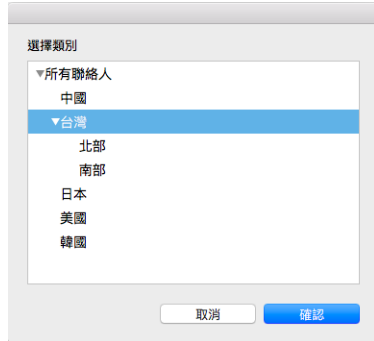 選擇類別
所有聯絡人
中國
台灣
北部
南部
日本
美國
韓國
取消
確認